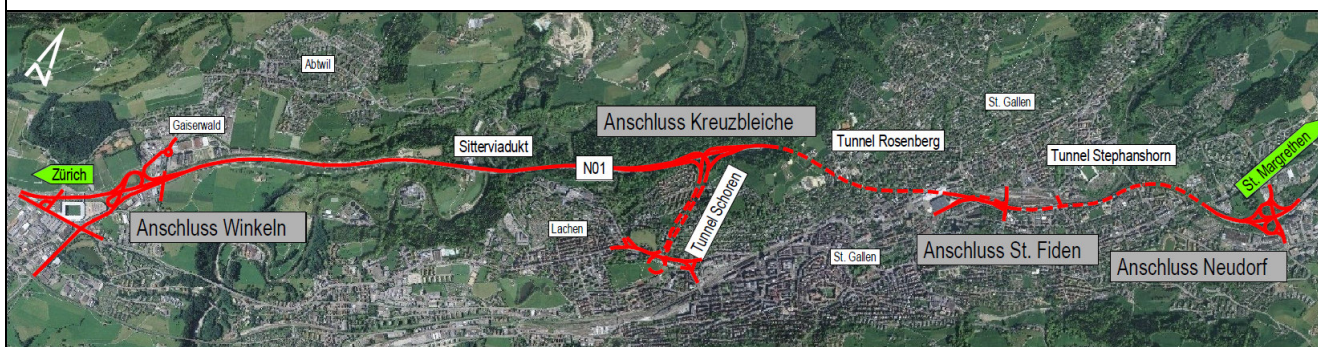 Abtwil
Gaiserwald
Zürich
Anschluss Winkeln
Sitterviadukt
N01
Anschluss Kreuzbleiche
Lachen
Tunnel Schoren
Tunnel Rosenberg
St. Gallen
St. Gallen
Anschluss St. Fiden
Tunnel Stephanshorn
St. Margrethen
Anschluss Neudorf